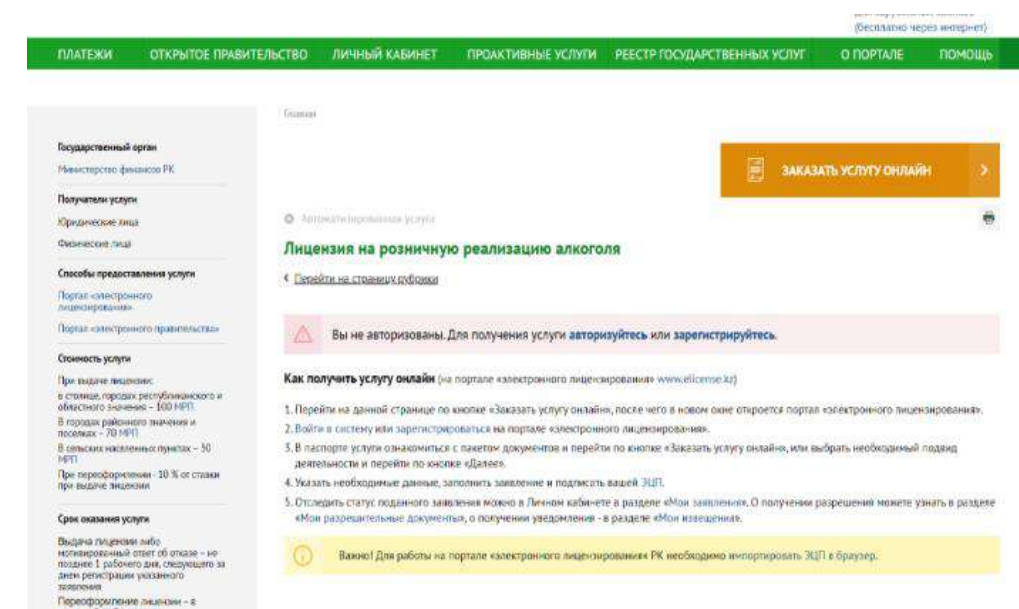 (бесплатно через интернет)
ПЛАТЕЖИ ОТКРЫТОЕ ПРАВИТЕЛЬСТВО ЛИЧНЫЙ КАБИНЕТ ПРОАКТИВНЫЕ УСЛУГИ РЕЕСТР ГОСУДАРСТВЕННЫХ УСЛУГ О ПОРТАЛЕ ПОМОЩЬ
Главная
Государственный орган
Министерство финансов РК
Получатели услуги
Юридические лица
Физические лица
Способы предоставления услуги
Портал «электронного
лицензирования»
Портал «электронного правительства»
Стоимость услуги
При выдаче лицензии:
в столице, городах республиканского и
областного значения – 100 МРП
В городах районного значения и
поселках – 70 МРП
В сельских населенных пунктах – 50
МРП
При переоформлении - 10 % от ставки
при выдаче лицензии
Срок оказания услуги
Выдача лицензии либо
мотивированный ответ об отказе – не
позднее 1 рабочего дня, следующего за
днем регистрации указанного
заявления
Переоформление лицензии – в
ЗАКАЗАТЬ УСЛУГУ ОНЛАЙН
Автоматизированная услуга
Лицензия на розничную реализацию алкоголя
Перейти на страницу рубрики
Вы не авторизованы. Для получения услуги авторизуйтесь или зарегистрируйтесь.
Как получить услугу онлайн (на портале «электронного лицензирования» www.elicense.kz)
1. Перейти на данной странице по кнопке «Заказать услугу онлайн», после чего в новом окне откроется портал «электронного лицензирования».
2. Войти в систему или зарегистрироваться на портале «электронного лицензирования».
3. В паспорте услуги ознакомиться с пакетом документов и перейти по кнопке «Заказать услугу онлайн», или выбрать необходимый подвид
деятельности и перейти по кнопке «Далее».
4. Указать необходимые данные, заполнить заявление и подписать вашей ЭЦП.
5. Отследить статус поданного заявления можно в Личном кабинете в разделе «Мои заявления». О получении разрешения можете узнать в разделе
«Мои разрешительные документы», о получении уведомления - в разделе «Мои извещения».
Важно! Для работы на портале «электронного лицензирования» РК необходимо импортировать ЭЦП в браузер.